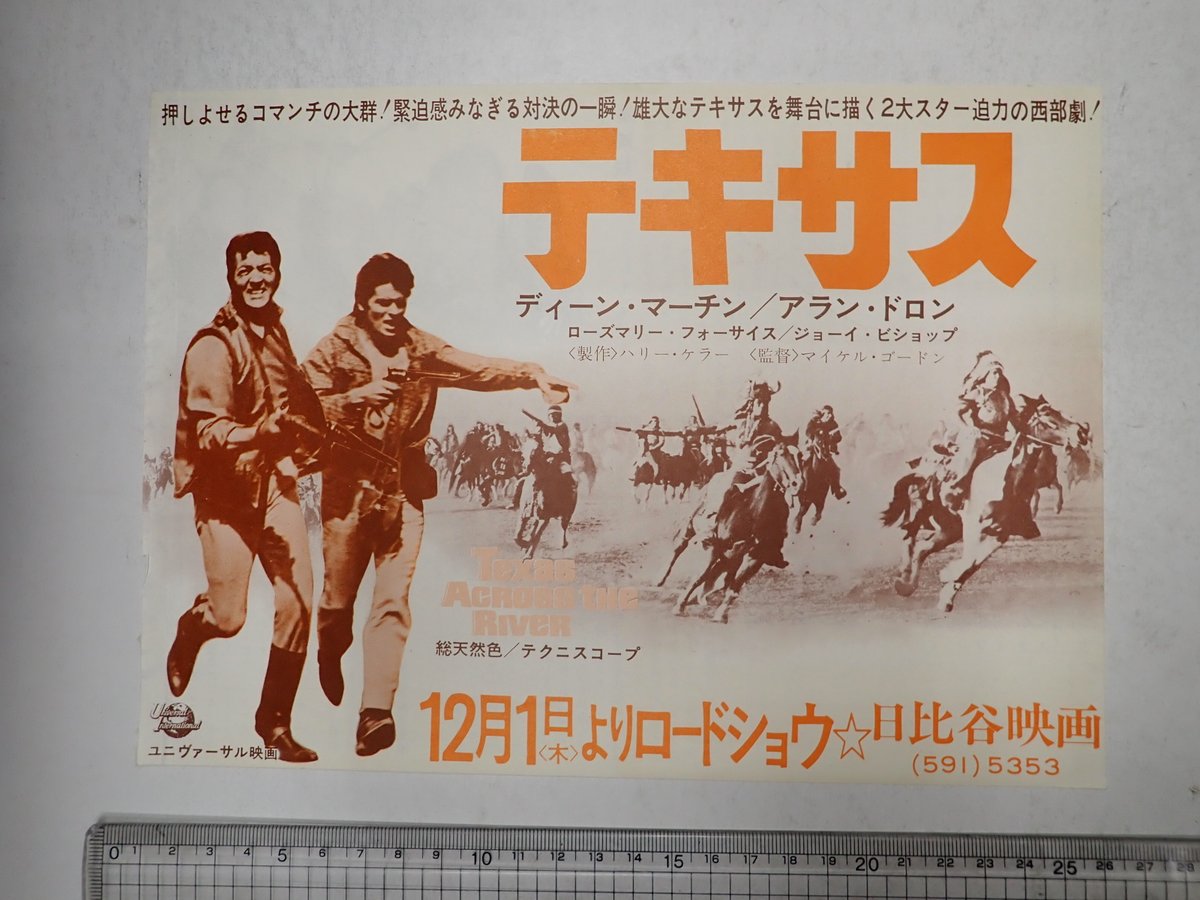 押しよせるコマンチの大群!緊迫感みなぎる対決の一瞬!雄大なテキサスを舞台に描く2大スター迫力の西部劇!
テキサス
ディーン・マーチン/アラン・ドロン
ローズマリー・フォーサイス/ジョーイ・ビショップ
〈製作〉ハリー・ケラー 〈監督〉マイケル・ゴードン
Texas
Across the
River
総天然色/テクニスコープ
Universal
International
ユニヴァーサル映画
12月1日〈木〉よりロードショウ☆日比谷映画
(591)5353
0 1 2 3 4 5 6 7 8 9 10 11 12 13 14 15 16 17 18 19 20 21 22 23 24 25 26 27 28